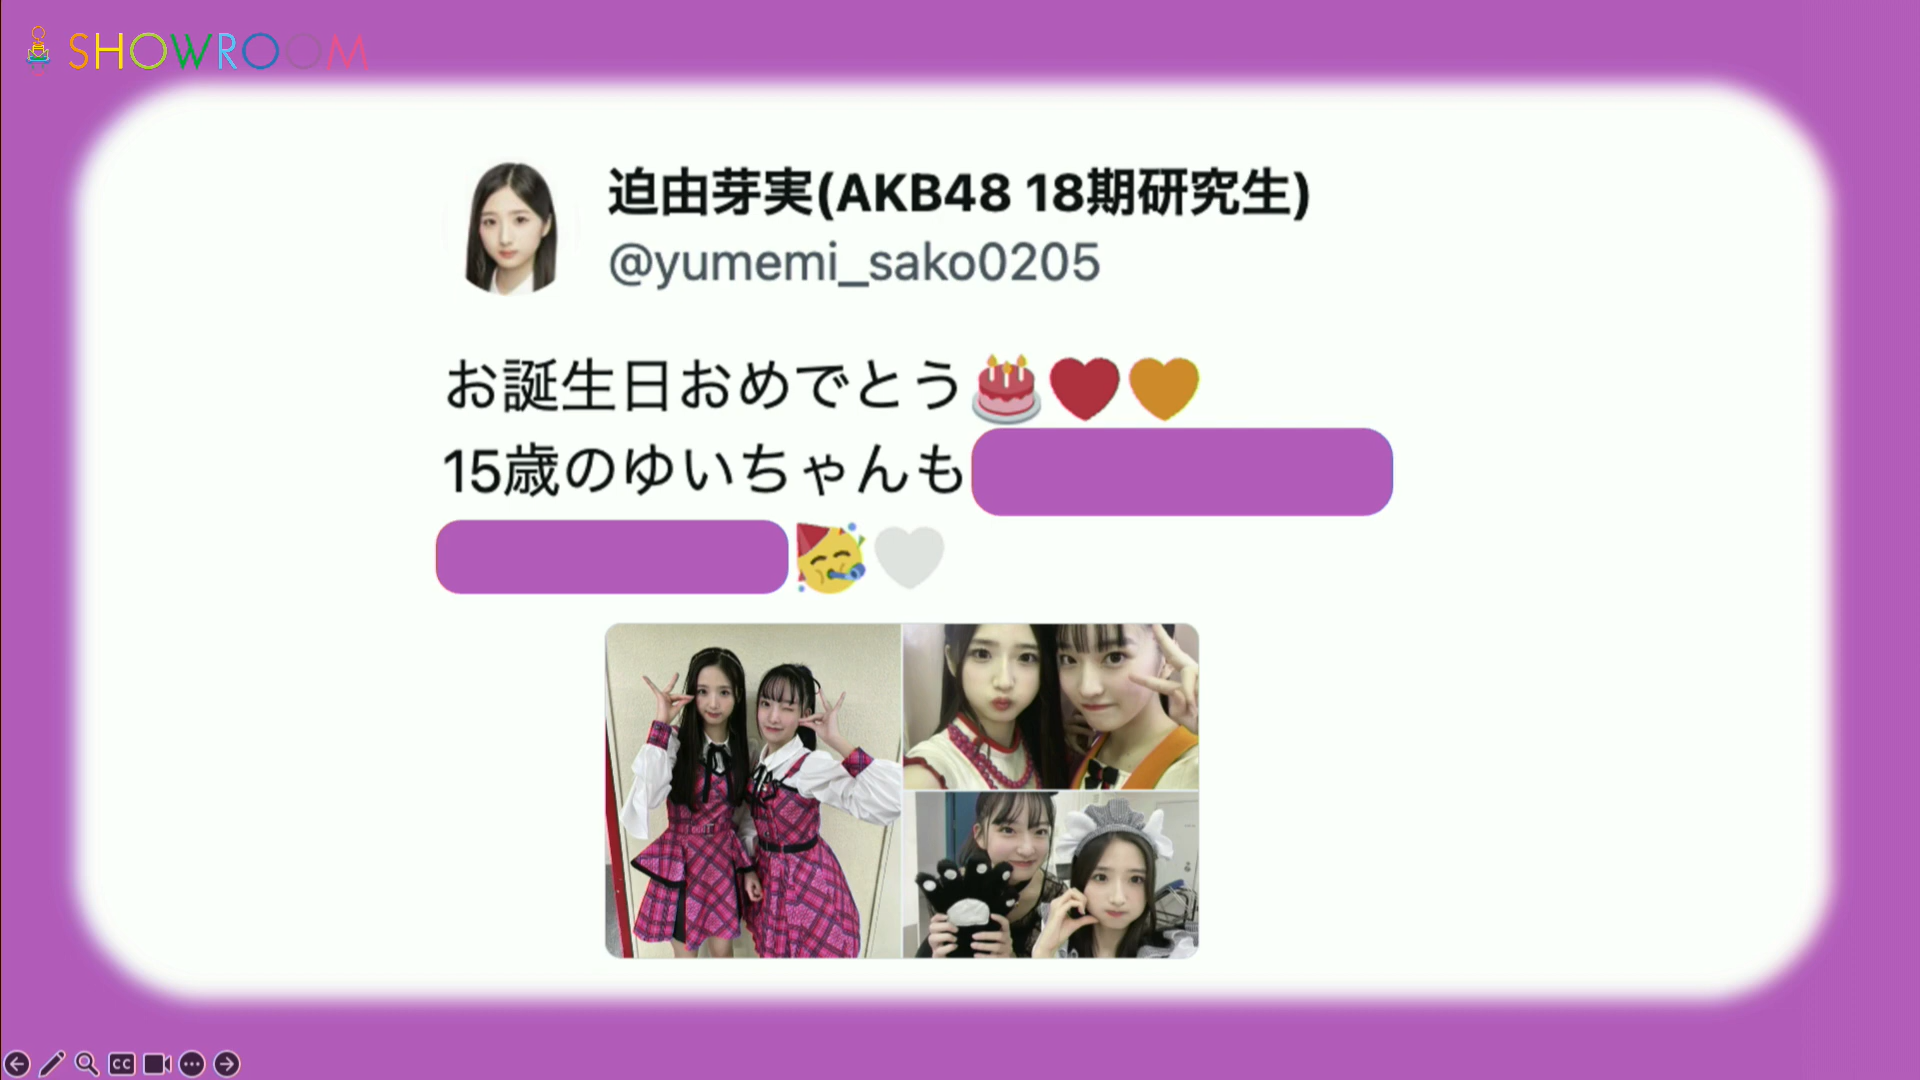 SHOWROOM
迫由芽実(AKB48 18期研究生)
@yumemi_sako0205
お誕生日おめでとう🎂❤️🧡
15歳のゆいちゃんも
🥳🤍
CC